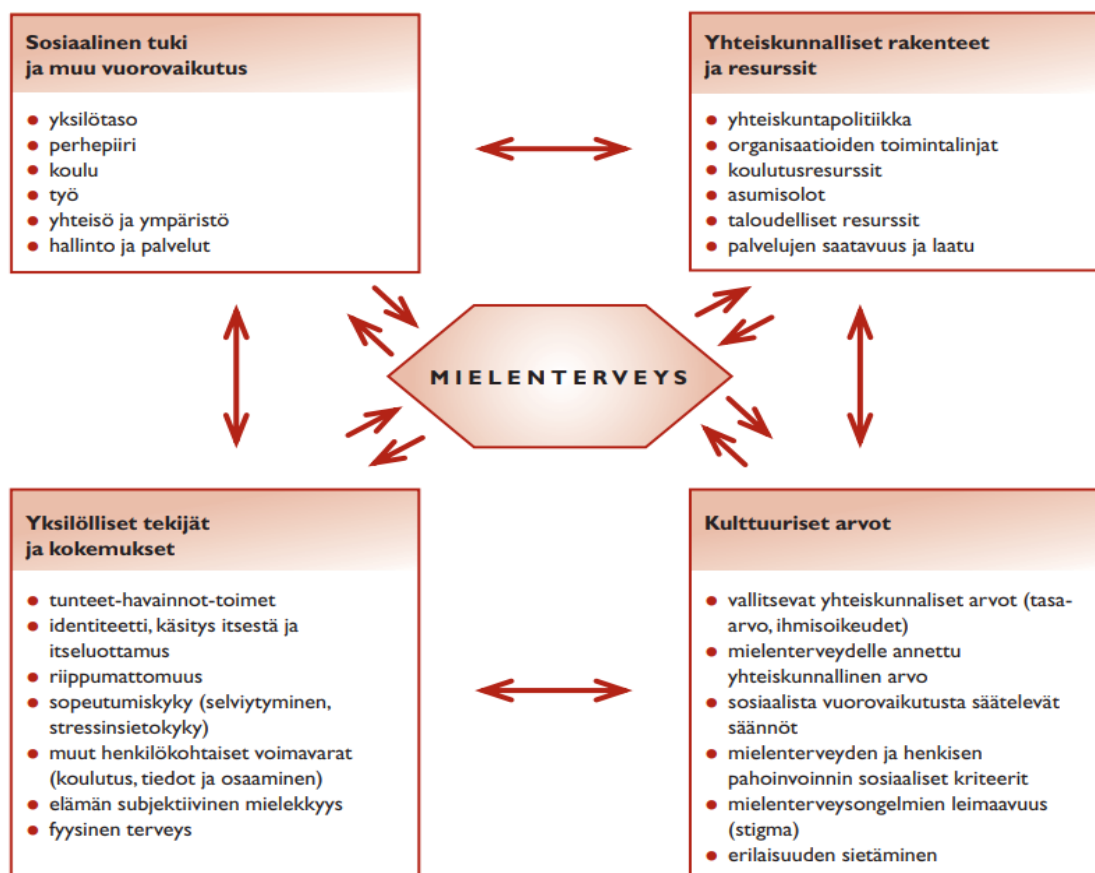 Sosiaalinen tuki
ja muu vuorovaikutus
• yksilötaso
• perhepiiri
• koulu
• työ
• yhteisö ja ympäristö
• hallinto ja palvelut
Yhteiskunnalliset rakenteet
ja resurssit
• yhteiskuntapolitiikka
• organisaatioiden toimintalinjat
• koulutusresurssit
• asumisolot
• taloudelliset resurssit
• palvelujen saatavuus ja laatu
MIELENTERVEYS
Yksilölliset tekijät
ja kokemukset
• tunteet-havainnot-toimet
• identiteetti, käsitys itsestä ja
itseluottamus
• riippumattomuus
• sopeutumiskyky (selviytyminen,
stressinsietokyky)
• muut henkilökohtaiset voimavarat
(koulutus, tiedot ja osaaminen)
• elämän subjektiivinen mielekkyys
• fyysinen terveys
Kulttuuriset arvot
• vallitsevat yhteiskunnaliset arvot (tasa-
arvo, ihmisoikeudet)
• mielenterveydelle annettu
yhteiskunnallinen arvo
• sosiaalista vuorovaikutusta säätelevät
säännöt
• mielenterveyden ja henkisen
pahoinvoinnin sosiaaliset kriteerit
• mielenterveysongelmien leimaavuus
(stigma)
• erilaisuuden sietäminen